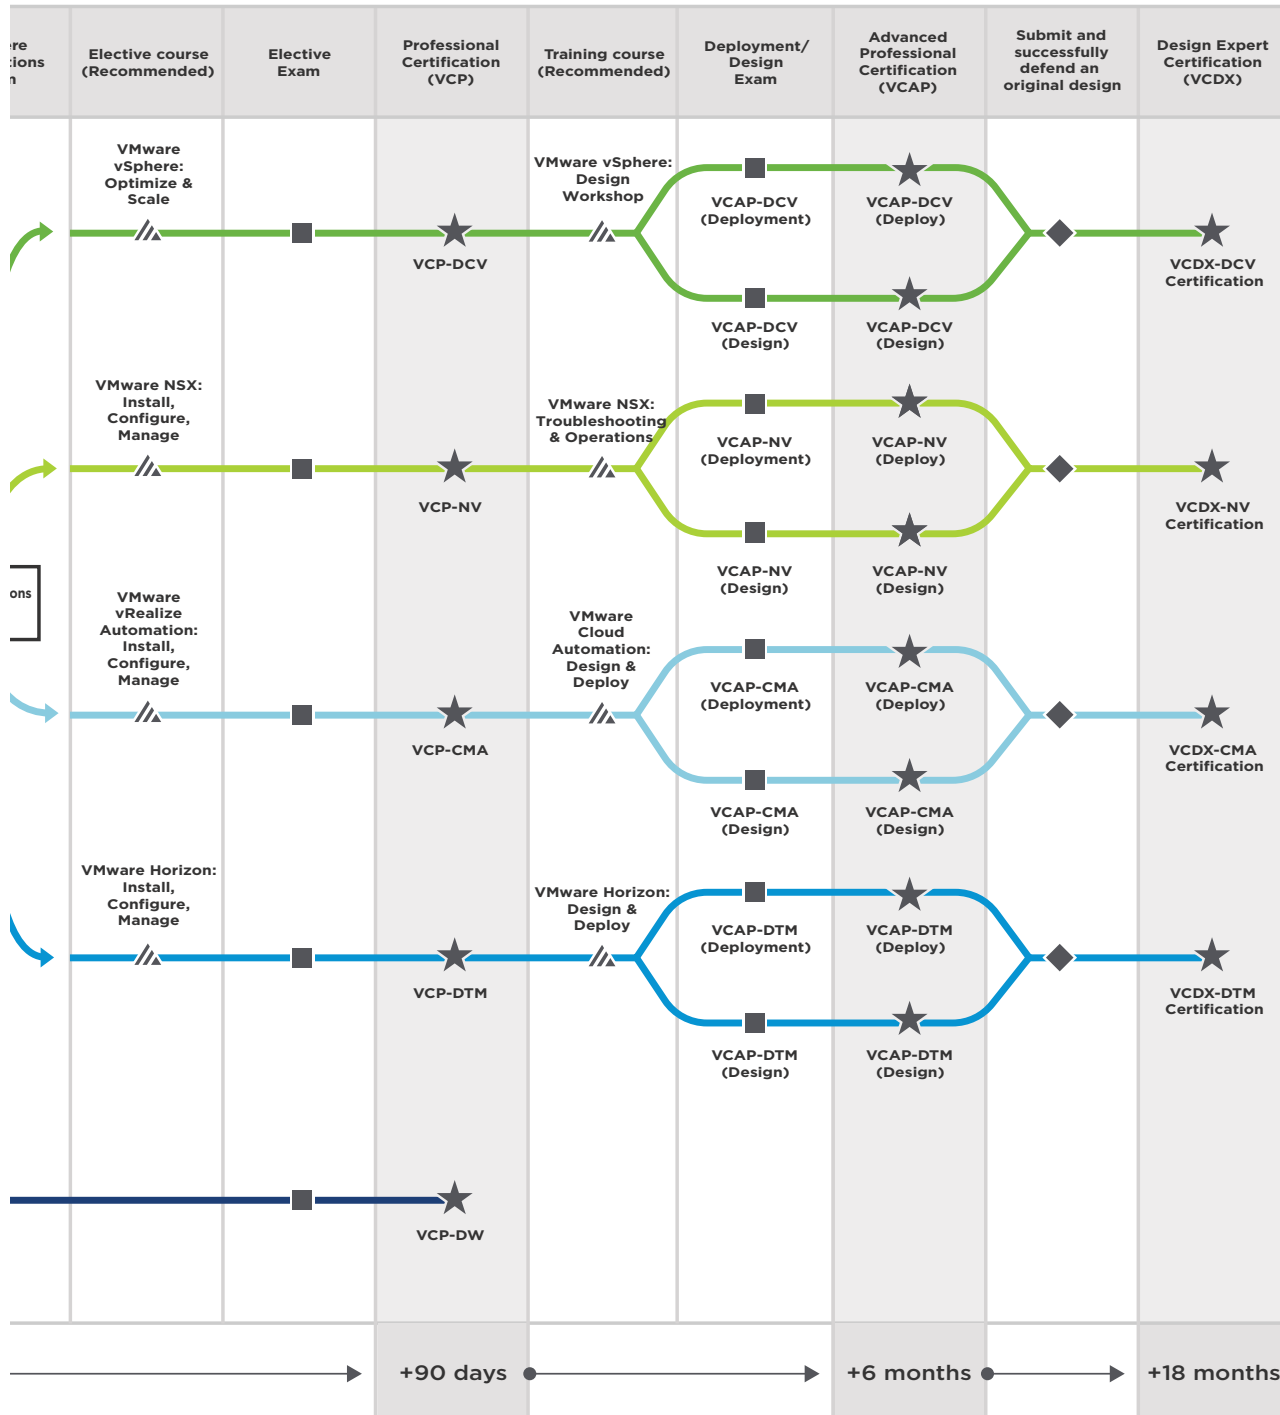 Elective course
(Recommended)
Elective
Exam
Professional
Certification
(VCP)
Training course
(Recommended)
Deployment/
Design
Exam
Advanced
Professional
Certification
(VCAP)
Submit and
successfully
defend an
original design
Design Expert
Certification
(VCDX)
VMware
vSphere:
Optimize &
Scale
VCP-DCV
VMware vSphere:
Design
Workshop
VCAP-DCV
(Deployment)
VCAP-DCV
(Deploy)
VCAP-DCV
(Design)
VCAP-DCV
(Design)
VCDX-DCV
Certification
VMware NSX:
Install,
Configure,
Manage
VCP-NV
VMware NSX:
Troubleshooting
& Operations
VCAP-NV
(Deployment)
VCAP-NV
(Deploy)
VCAP-NV
(Design)
VCAP-NV
(Design)
VCDX-NV
Certification
ons
VMware
vRealize
Automation:
Install,
Configure,
Manage
VCP-CMA
VMware
Cloud
Automation:
Design &
Deploy
VCAP-CMA
(Deployment)
VCAP-CMA
(Deploy)
VCAP-CMA
(Design)
VCAP-CMA
(Design)
VCDX-CMA
Certification
VMware Horizon:
Install,
Configure,
Manage
VCP-DTM
VMware Horizon:
Design &
Deploy
VCAP-DTM
(Deployment)
VCAP-DTM
(Deploy)
VCAP-DTM
(Design)
VCAP-DTM
(Design)
VCDX-DTM
Certification
VCP-DW
+90 days
+6 months
+18 months